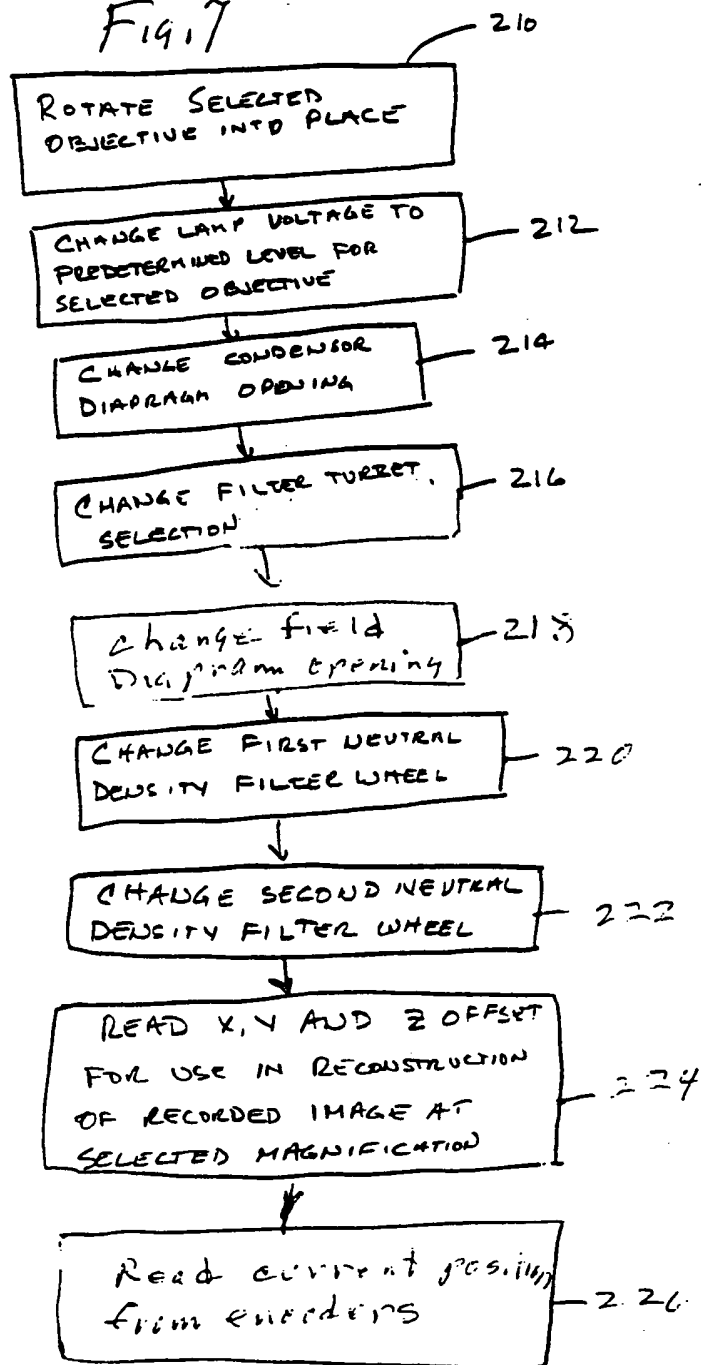 Fig. 7
210
ROTATE SELECTED
OBJECTIVE INTO PLACE
CHANGE LAMP VOLTAGE TO
PREDETERMINED LEVEL FOR
SELECTED OBJECTIVE
212
CHANGE CONDENSOR
DIAPRAGM OPENING
214
CHANGE FILTER TURRET
SELECTION
216
Change field
opening
218
CHANGE FIRST NEUTRAL
DENSITY FILTER WHEEL
220
CHANGE SECOND NEUTRAL
DENSITY FILTER WHEEL
222
READ X, Y AND Z OFFSET
FOR USE IN RECONSTRUCTION
OF RECORDED IMAGE AT
SELECTED MAGNIFICATION
224
Read current position
from encoders
226